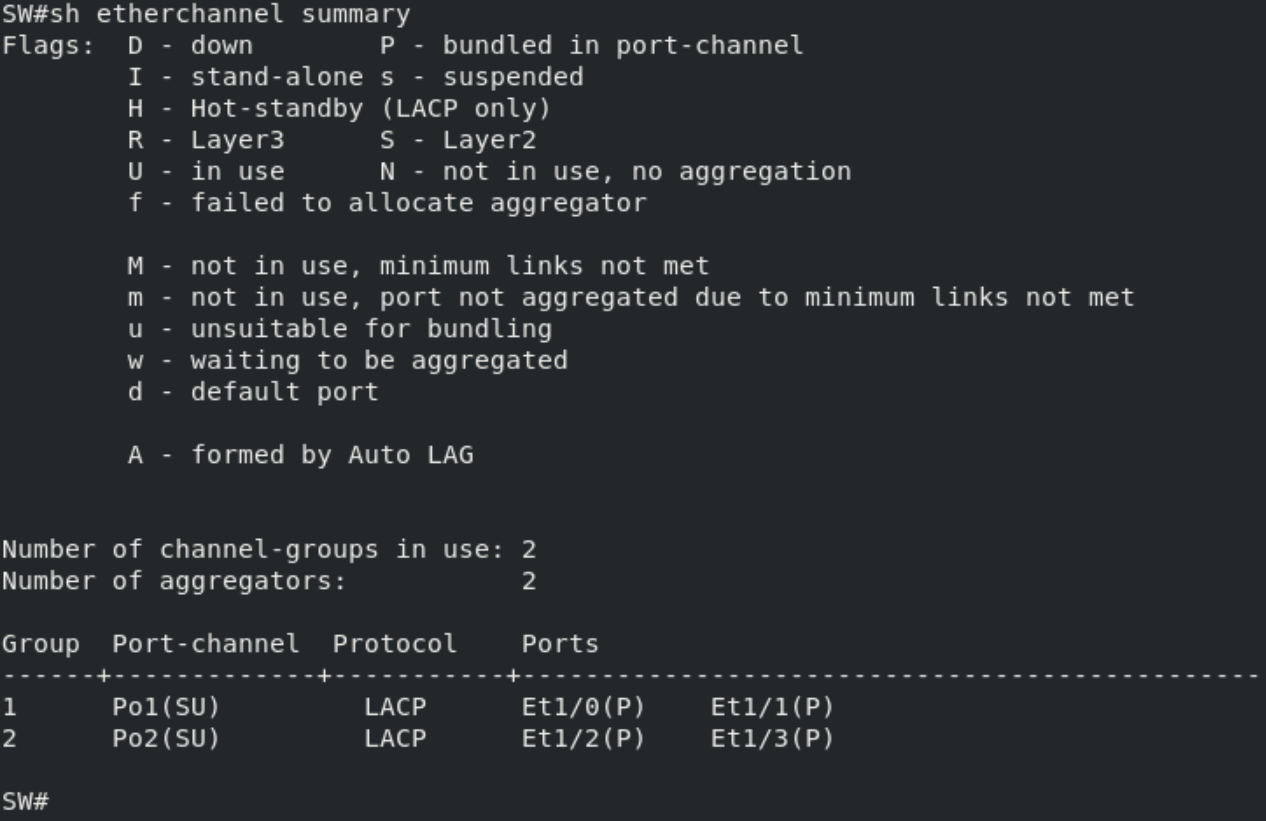 SW#sh etherchannel summary
Flags:  D - down        P - bundled in port-channel
        I - stand-alone s - suspended
        H - Hot-standby (LACP only)
        R - Layer3      S - Layer2
        U - in use      N - not in use, no aggregation
        f - failed to allocate aggregator

        M - not in use, minimum links not met
        m - not in use, port not aggregated due to minimum links not met
        u - unsuitable for bundling
        w - waiting to be aggregated
        d - default port

        A - formed by Auto LAG


Number of channel-groups in use: 2
Number of aggregators:           2

Group  Port-channel  Protocol    Ports
------+-------------+-----------+-----------------------------------------------
1      Po1(SU)         LACP      Et1/0(P)    Et1/1(P)
2      Po2(SU)         LACP      Et1/2(P)    Et1/3(P)

SW#